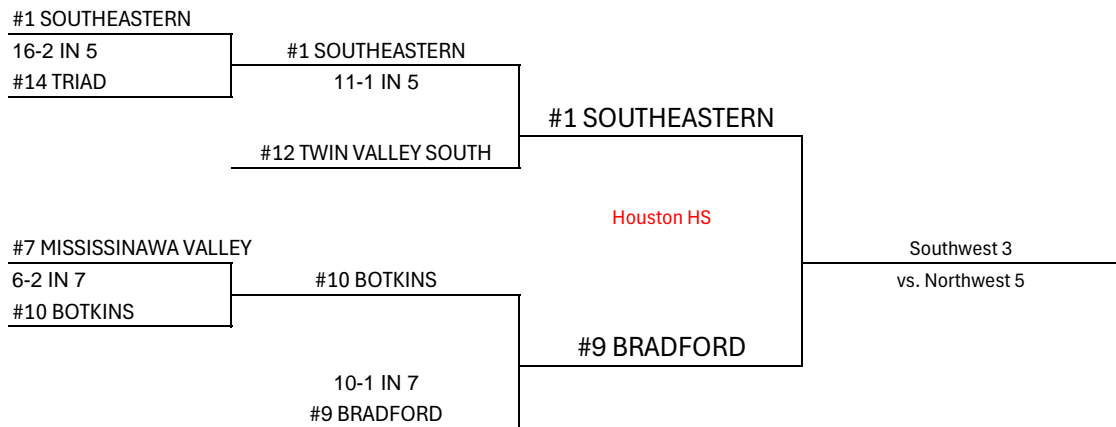 #1 SOUTHEASTERN
16-2 IN 5
#14 TRIAD
#1 SOUTHEASTERN
11-1 IN 5
#12 TWIN VALLEY SOUTH
#1 SOUTHEASTERN
Houston HS
#7 MISSISSINAWA VALLEY
6-2 IN 7
#10 BOTKINS
#10 BOTKINS
10-1 IN 7
#9 BRADFORD
#9 BRADFORD
Southwest 3
vs. Northwest 5